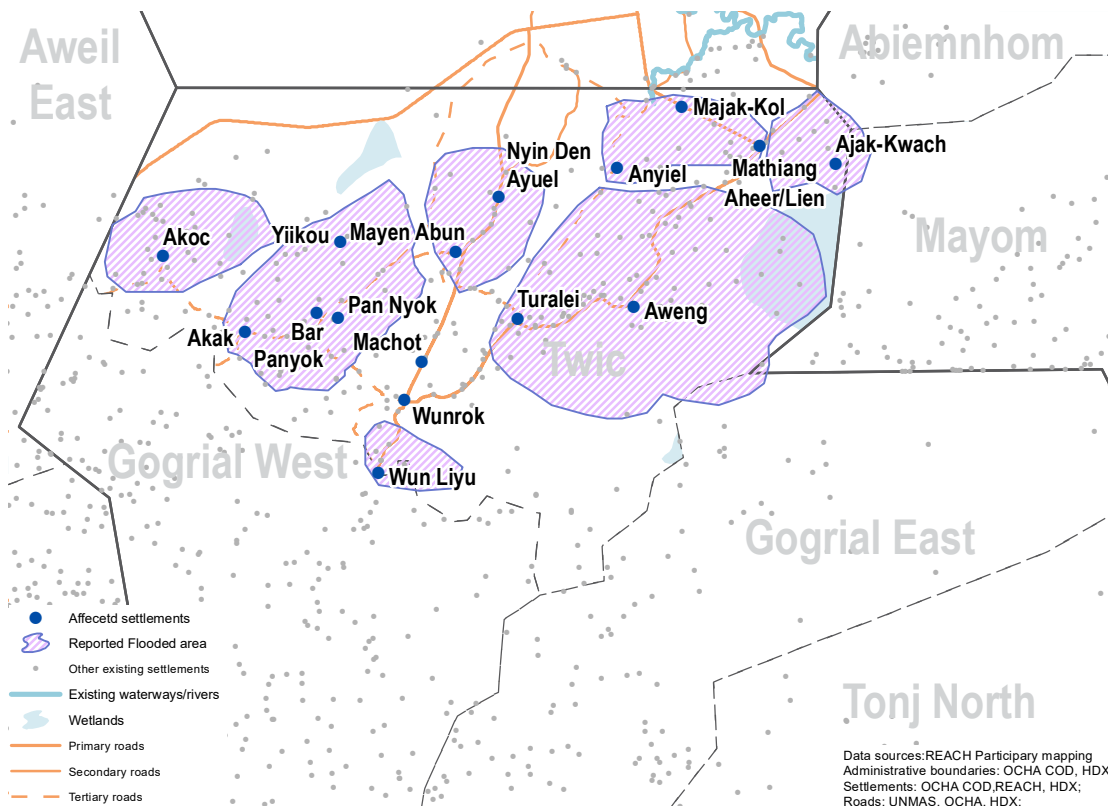 Aweil
East
Abiemnhom
Majak-Kol
Nyin Den
Ajak-Kwach
Ayuel
Anyiel
Mathiang
Aheer/Lien
Akoc
Yiikou
Mayen Abun
Mayom
Pan Nyok
Turalei
Aweng
Akak
Bar
Machot
Panyok
Twic
Wunrok
Gogrial West
Wun Liyu
Gogrial East
Affecetd settlements
Reported Flooded area
Other existing settlements
Existing waterways/rivers
Wetlands
Primary roads
Secondary roads
Tertiary roads
Tonj North
Data sources:REACH Participary mapping
Administrative boundaries: OCHA COD, HDX
Settlements: OCHA COD,REACH, HDX;
Roads: UNMAS, OCHA, HDX;